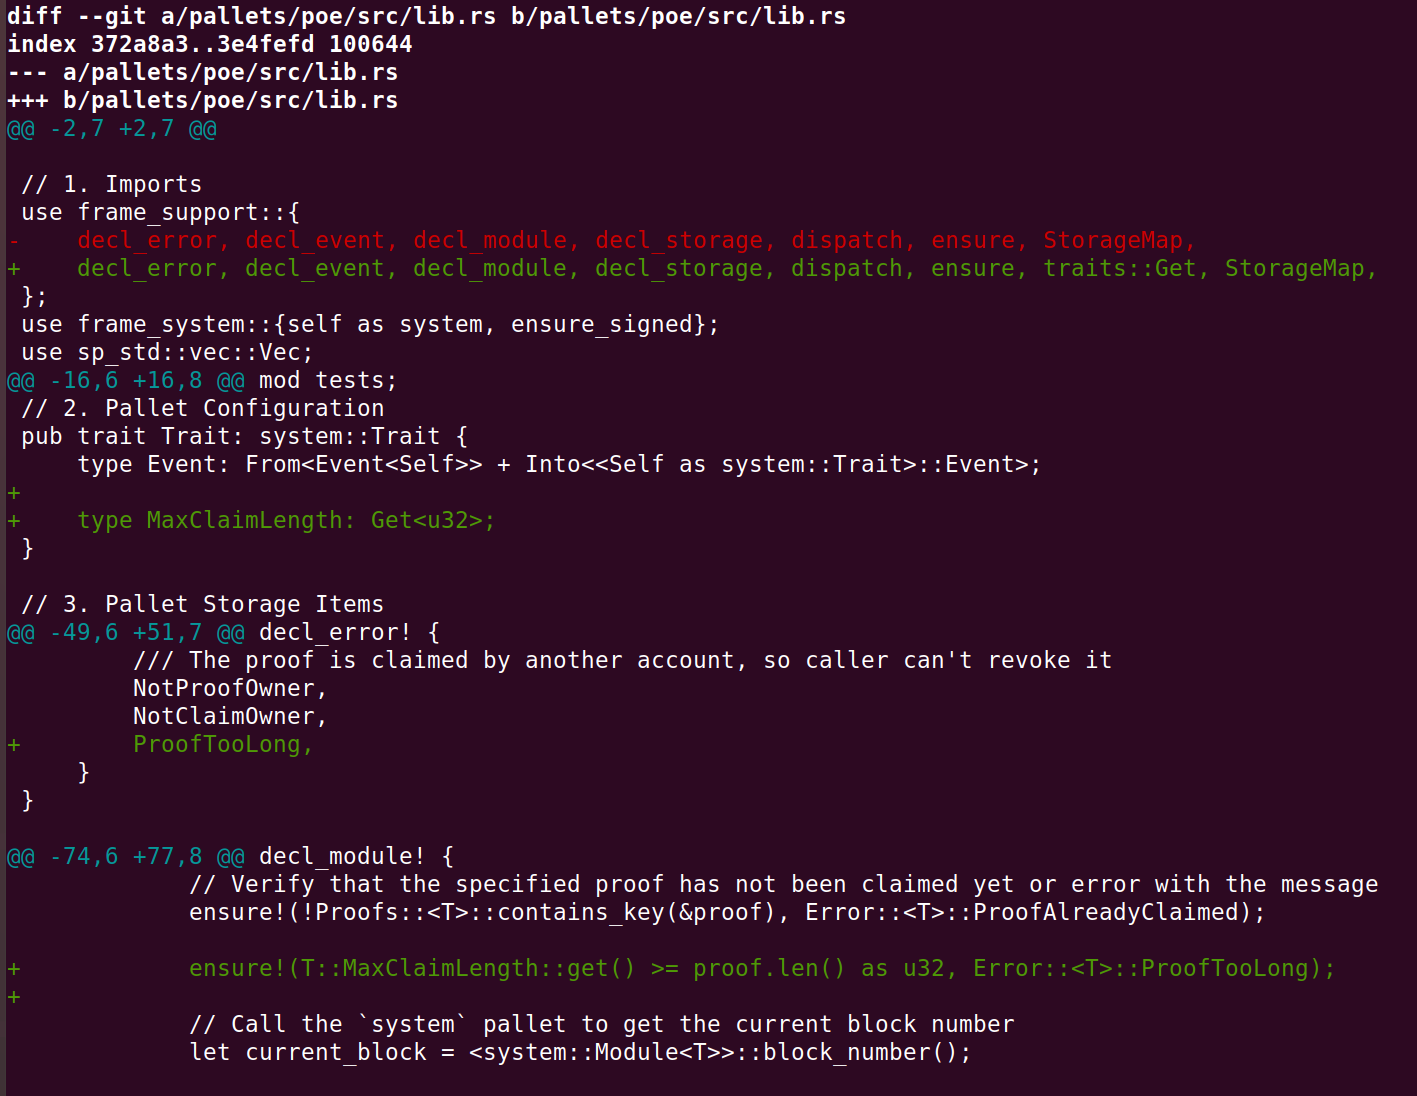 diff --git a/pallets/poe/src/lib.rs b/pallets/poe/src/lib.rs
index 372a8a3..3e4fefd 100644
--- a/pallets/poe/src/lib.rs
+++ b/pallets/poe/src/lib.rs
@@ -2,7 +2,7 @@

 // 1. Imports
 use frame_support::{
-    decl_error, decl_event, decl_module, decl_storage, dispatch, ensure, StorageMap,
+    decl_error, decl_event, decl_module, decl_storage, dispatch, ensure, traits::Get, StorageMap,
 };
 use frame_system::{self as system, ensure_signed};
 use sp_std::vec::Vec;
@@ -16,6 +16,8 @@ mod tests;
 // 2. Pallet Configuration
 pub trait Trait: system::Trait {
     type Event: From<Event<Self>> + Into<<Self as system::Trait>::Event>;
+
+    type MaxClaimLength: Get<u32>;
 }

 // 3. Pallet Storage Items
@@ -49,6 +51,7 @@ decl_error! {
         /// The proof is claimed by another account, so caller can't revoke it
         NotProofOwner,
         NotClaimOwner,
+        ProofTooLong,
     }
 }

@@ -74,6 +77,8 @@ decl_module! {
             // Verify that the specified proof has not been claimed yet or error with the message
             ensure!(!Proofs::<T>::contains_key(&proof), Error::<T>::ProofAlreadyClaimed);

+            ensure!(T::MaxClaimLength::get() >= proof.len() as u32, Error::<T>::ProofTooLong);
+
             // Call the `system` pallet to get the current block number
             let current_block = <system::Module<T>>::block_number();